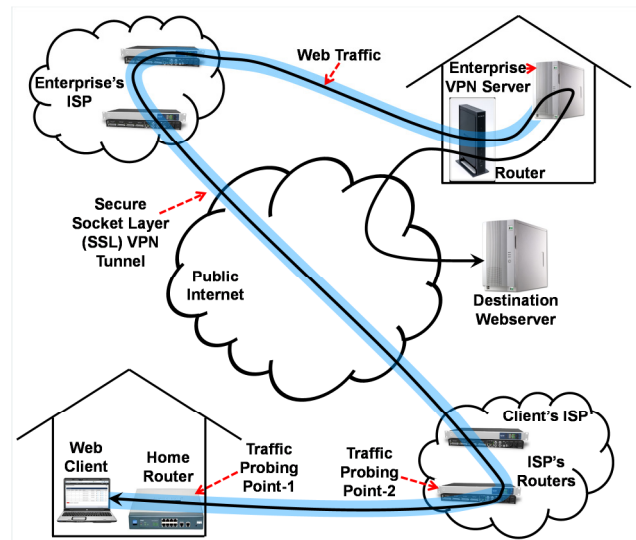 Web Traffic
Enterprise's
ISP
Enterprise
VPN Server
Router
Secure
Socket Layer
(SSL) VPN
Tunnel
Public
Internet
Destination
Webserver
Client's ISP
ISP's
Routers
Web
Client
Home
Router
Traffic
Probing
Point-1
Traffic
Probing
Point-2